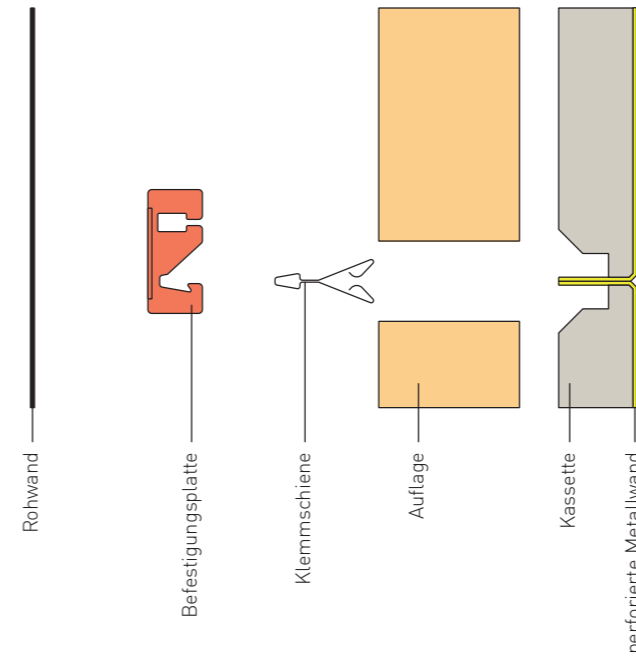 Rohwand
Befestigungsplatte
Klemmschiene
Auflage
Kassette
perforierte Metallwand